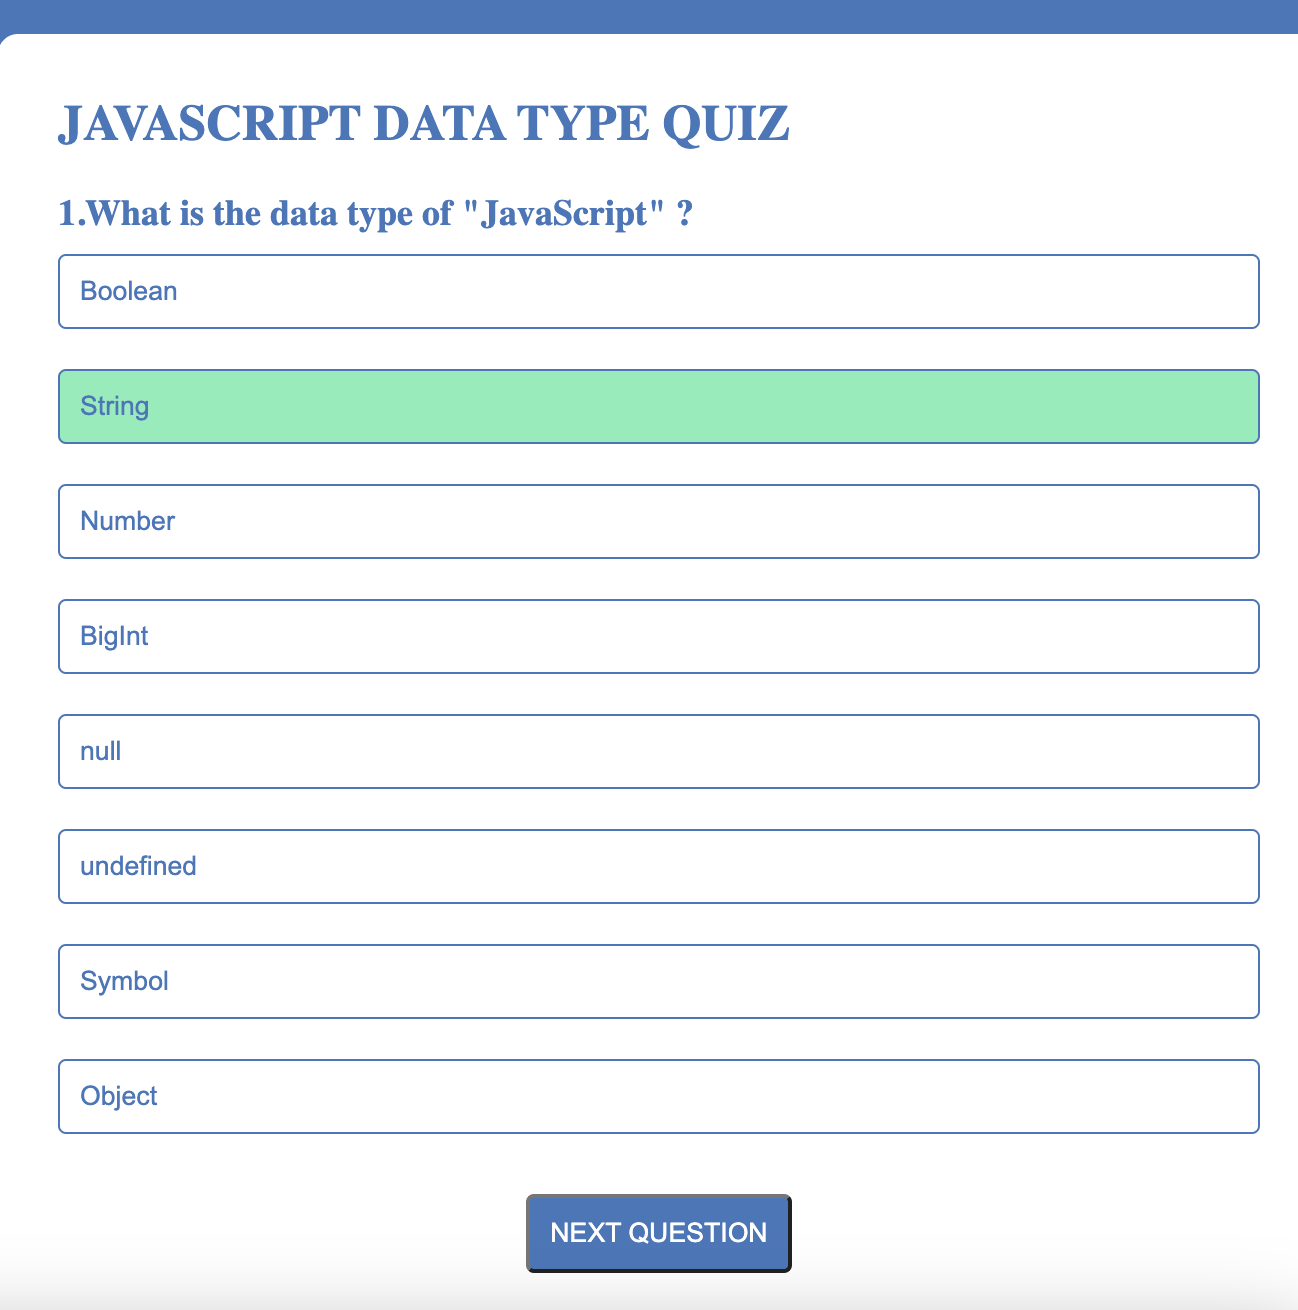 JAVASCRIPT DATA TYPE QUIZ
1.What is the data type of "JavaScript" ?
Boolean
String
Number
BigInt
null
undefined
Symbol
Object
NEXT QUESTION